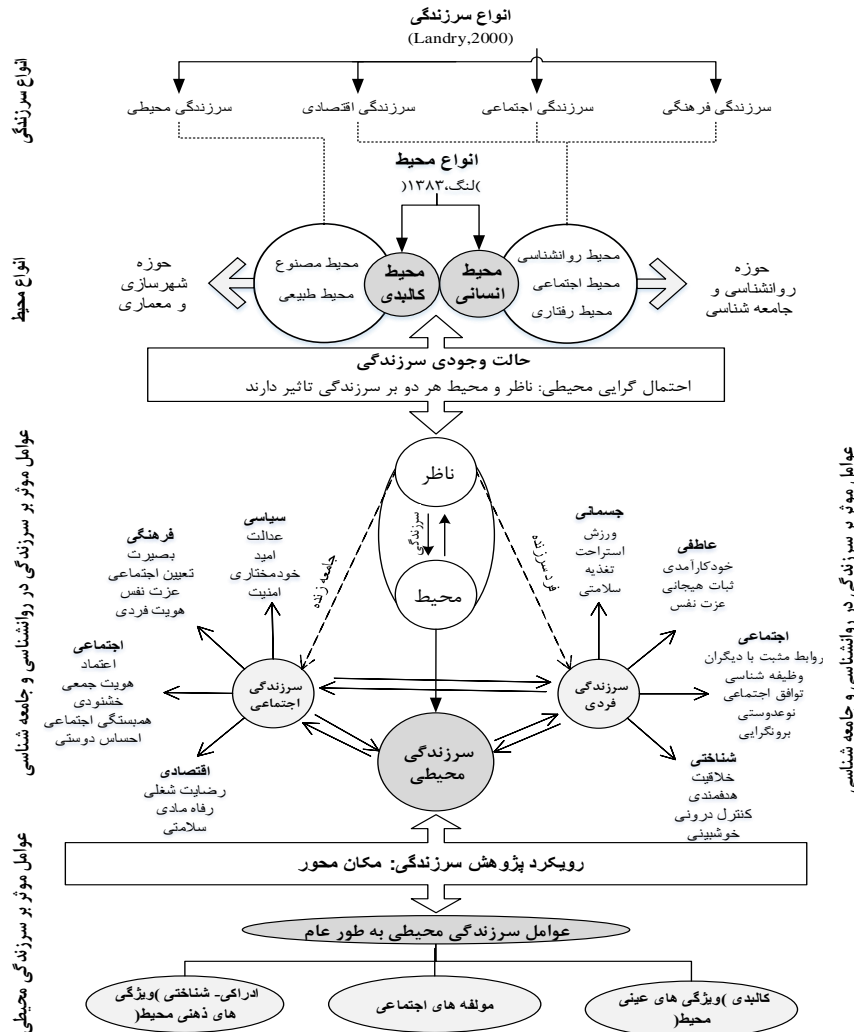 انواع سرزندگی
(Landry,2000)
سرزندگی فرهنگی
سرزندگی اجتماعی
سرزندگی اقتصادی
سرزندگی محیطی
انواع سرزندگی
انواع محیط
)لنگ،۱۳۸۳(
محیط روانشناسی
محیط اجتماعی
محیط رفتاری
محیط
انسانی
محیط
کالبدی
محیط مصنوع
محیط طبیعی
حوزه
روانشناسی و
جامعه شناسی
حوزه
شهرسازی
و معماری
انواع محیط
حالت وجودی سرزندگی
احتمال گرایی محیطی: ناظر و محیط هر دو بر سرزندگی تاثیر دارند
ناظر
سرزندگی
محیط
فرد سرزنده
جامعه زنده
جسمانی
ورزش
استراحت
تغذیه
سلامتی
عاطفی
خودکارآمدی
ثبات هیجانی
عزت نفس
اجتماعی
روابط مثبت با دیگران
وظیفه شناسی
توافق اجتماعی
نوعدوستی
برونگرایی
شناختی
خلاقیت
هدفمندی
کنترل درونی
خوشبینی
سرزندگی
فردی
سیاسی
عدالت
امید
خودمختاری
امنیت
فرهنگی
بصیرت
تعیین اجتماعی
عزت نفس
هویت فردی
اجتماعی
اعتماد
هویت جمعی
خشنودی
همبستگی اجتماعی
احساس دوستی
اقتصادی
رضایت شغلی
رفاه مادی
سلامتی
سرزندگی
اجتماعی
سرزندگی
محیطی
عوامل موثر بر سرزندگی در روانشناسی و جامعه شناسی
عوامل موثر بر سرزندگی در روانشناسی و جامعه شناسی
رویکرد پژوهش سرزندگی: مکان محور
عوامل سرزندگی محیطی به طور عام
کالبدی )ویژگی های عینی
محیط(
مولفه های اجتماعی
ادراکی- شناختی )ویژگی
های ذهنی محیط(
عوامل موثر بر سرزندگی محیطی